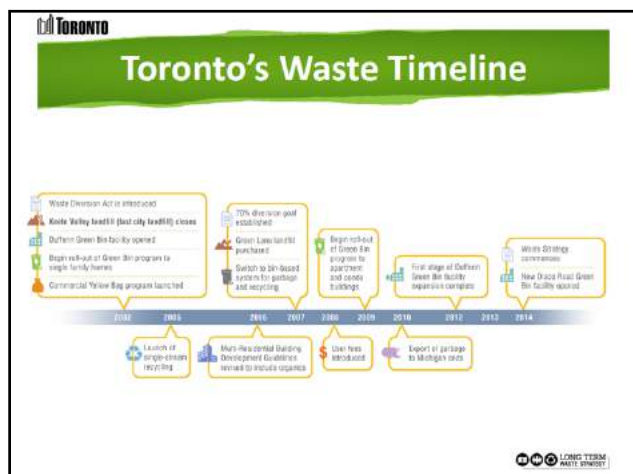 TORONTO
Toronto's Waste Timeline
Waste Diversion Act is introduced
Keele Valley landfill (last city landfill) closes
Dufferin Green Bin facility opened
Begin roll-out of Green Bin program to
single family homes
Commercial Yellow Bag program launched
70% diversion goal
established
Green Lane landfill
purchased
Switch to bin-based
system for garbage
and recycling
Begin roll-out
of Green Bin
program to
apartment
and condo
buildings
First stage of Dufferin
Green Bin facility
expansion complete
Waste Strategy
commences
New Disco Road Green
Bin facility opened
2002
2005
2006
2007
2008
2009
2010
2012
2013
2014
Launch of
single-stream
recycling
Multi-Residential Building
Development Guidelines
revised to include organics
$ User fees
introduced
Export of garbage
to Michigan ends
LONG TERM
WASTE STRATEGY